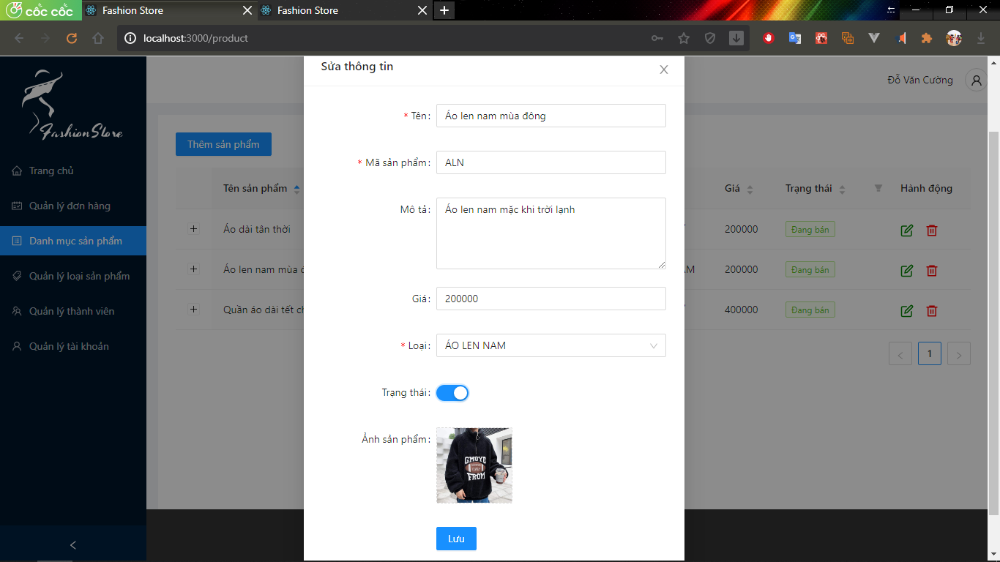 cốc cốc
Fashion Store
Fashion Store
localhost:3000/product
FashionStore
Trang chủ
Quản lý đơn hàng
Danh mục sản phẩm
Quản lý loại sản phẩm
Quản lý thành viên
Quản lý tài khoản
Đỗ Văn Cường
Thêm sản phẩm
Tên sản phẩm
Giá
Trạng thái
Hành động
Áo dài tân thời
200000
Đang bán
Áo len nam mùa
200000
Đang bán
Quần áo dài tết
400000
Đang bán
1
Sửa thông tin
* Tên:
Áo len nam mùa đông
* Mã sản phẩm:
ALN
Mô tả:
Áo len nam mặc khi trời lạnh
Giá:
200000
* Loại:
ÁO LEN NAM
Trạng thái:
Ảnh sản phẩm:
FROM
Lưu